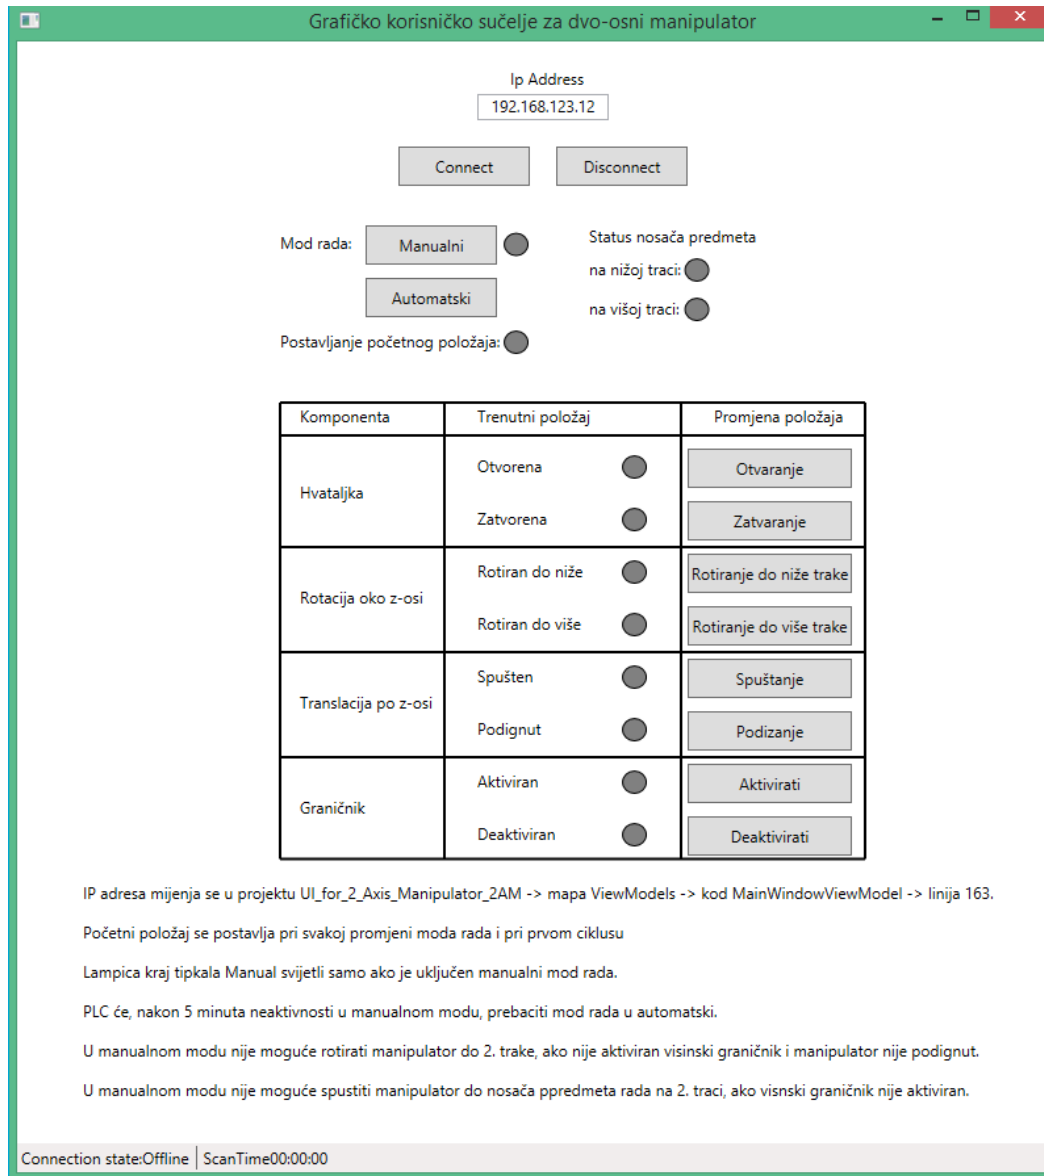 Grafičko korisničko sučelje za dvo-osni manipulator
Ip Address
192.168.123.12
Connect
Disconnect
Mod rada:
Manualni
Automatski
Postavljanje početnog položaja:
Status nosača predmeta
na nižoj traci:
na višoj traci:
Komponenta
Trenutni položaj
Promjena položaja
Hvataljka
Otvorena
Otvaranje
Zatvorena
Zatvaranje
Rotacija oko z-osi
Rotiran do niže
Rotiranje do niže trake
Rotiran do više
Rotiranje do više trake
Translacija po z-osi
Spušten
Spuštanje
Podignut
Podizanje
Graničnik
Aktiviran
Aktivirati
Deaktiviran
Deaktivirati
IP adresa mijenja se u projektu UI_for_2_Axis_Manipulator_2AM -> mapa ViewModels -> kod MainWindowViewModel -> linija 163.
Početni položaj se postavlja pri svakoj promjeni moda rada i pri prvom ciklusu
Lampica kraj tipkala Manual svijetli samo ako je uključen manualni mod rada.
PLC će, nakon 5 minuta neaktivnosti u manualnom modu, prebaciti mod rada u automatski.
U manualnom modu nije moguće rotirati manipulator do 2. trake, ako nije aktiviran visinski graničnik i manipulator nije podignut.
U manualnom modu nije moguće spustiti manipulator do nosača ppredmeta rada na 2. traci, ako visnski graničnik nije aktiviran.
Connection state:Offline
ScanTime00:00:00